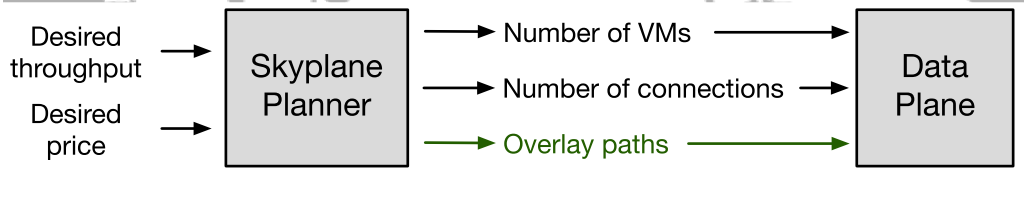 Desired
throughput
Desired
price
Skyplane
Planner
Number of VMs
Number of connections
Overlay paths
Data
Plane